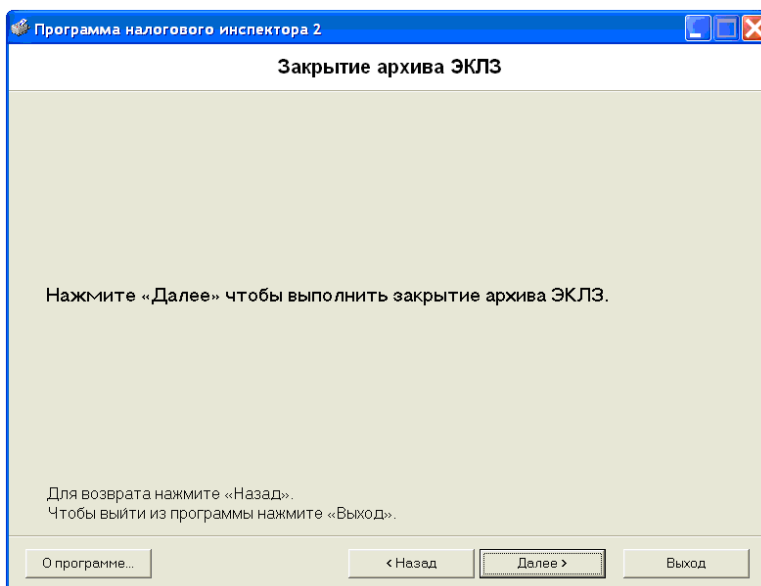 Программа налогового инспектора 2
Закрытие архива ЭКЛЗ
Нажмите «Далее» чтобы выполнить закрытие архива ЭКЛЗ.
Для возврата нажмите «Назад».
Чтобы выйти из программы нажмите «Выход».
О программе... < Назад Далее > Выход